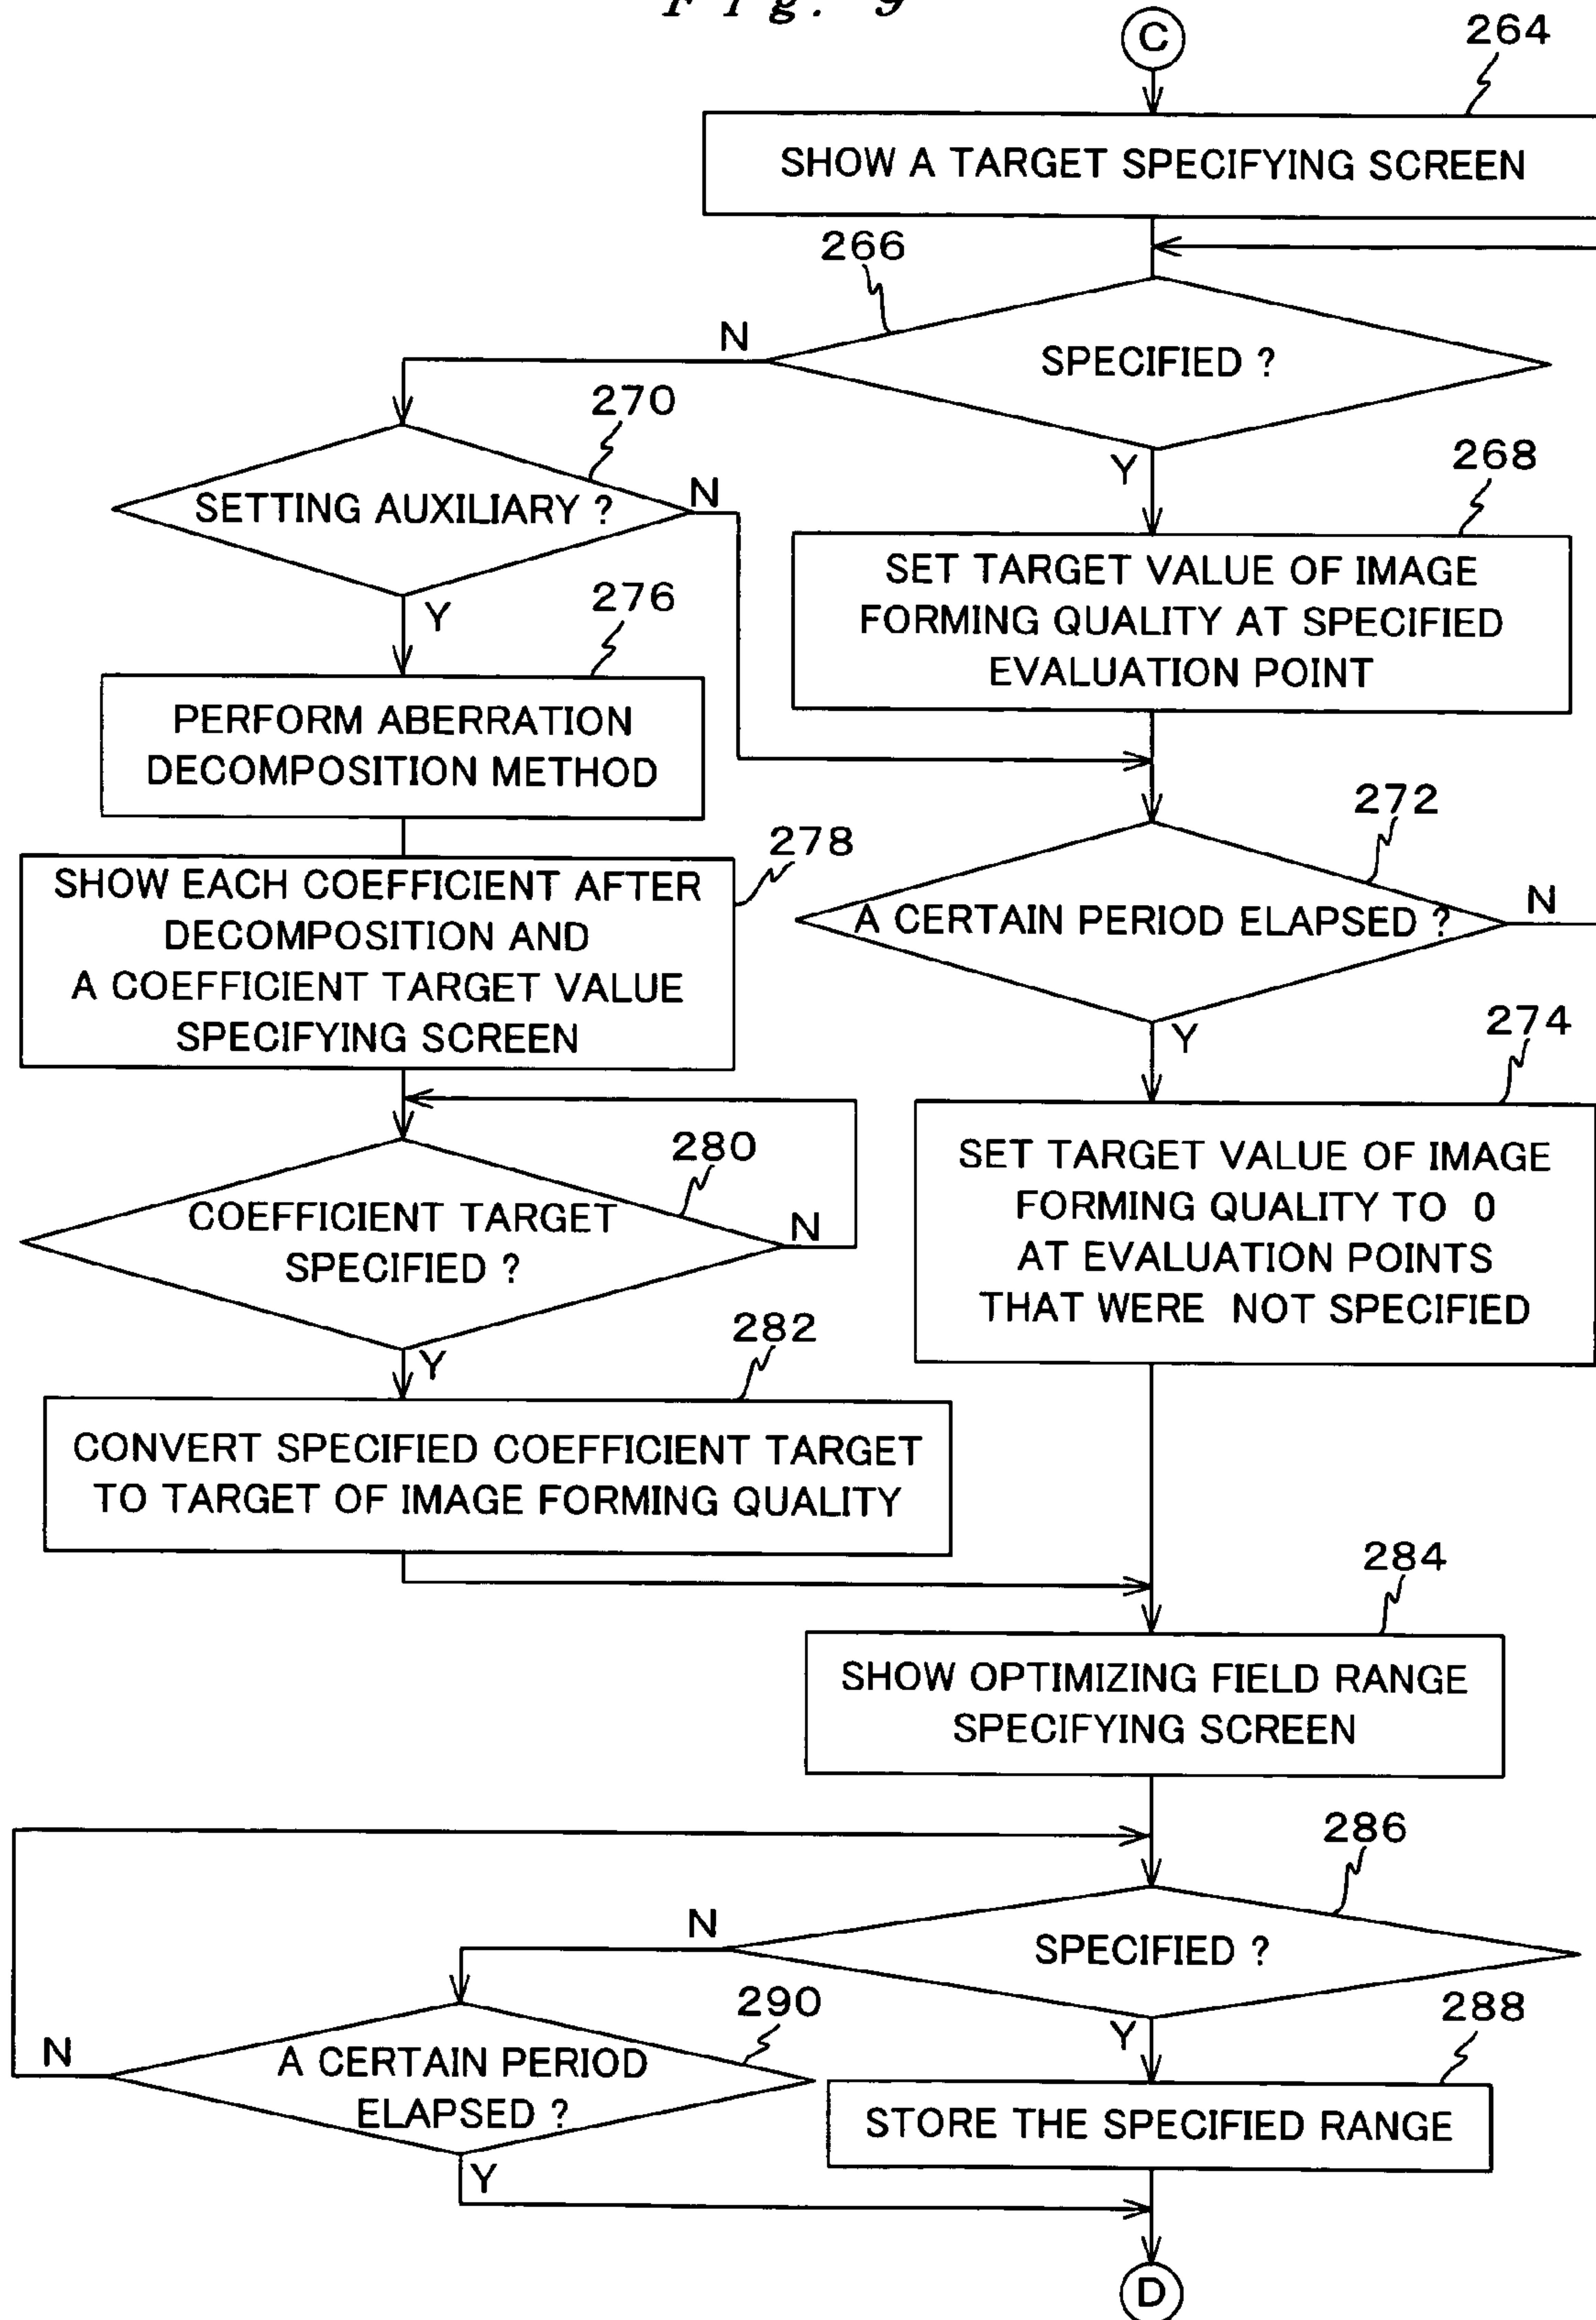 Fig. 9
C
264
SHOW A TARGET SPECIFYING SCREEN
266
N
SPECIFIED ?
270
Y
268
SETTING AUXILIARY ?
N
SET TARGET VALUE OF IMAGE
FORMING QUALITY AT SPECIFIED
EVALUATION POINT
Y
276
PERFORM ABERRATION
DECOMPOSITION METHOD
272
278
SHOW EACH COEFFICIENT AFTER
DECOMPOSITION AND
A COEFFICIENT TARGET VALUE
SPECIFYING SCREEN
A CERTAIN PERIOD ELAPSED ?
N
Y
274
280
COEFFICIENT TARGET
SPECIFIED ?
N
SET TARGET VALUE OF IMAGE
FORMING QUALITY TO 0
AT EVALUATION POINTS
THAT WERE NOT SPECIFIED
Y
282
CONVERT SPECIFIED COEFFICIENT TARGET
TO TARGET OF IMAGE FORMING QUALITY
284
SHOW OPTIMIZING FIELD RANGE
SPECIFYING SCREEN
286
N
SPECIFIED ?
290
Y
288
N
A CERTAIN PERIOD
ELAPSED ?
STORE THE SPECIFIED RANGE
Y
D